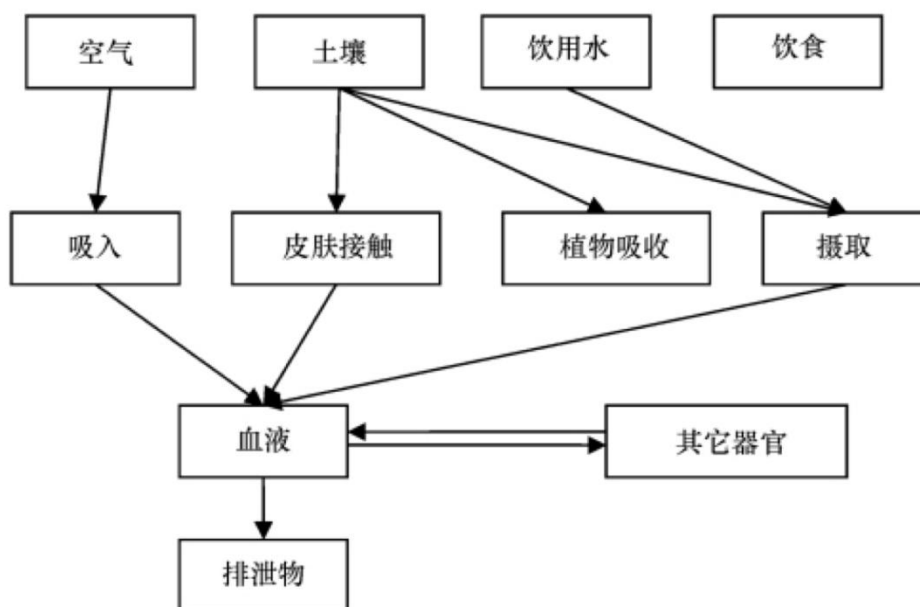 空气
土壤
饮用水
饮食
吸入
皮肤接触
植物吸收
摄取
血液
其它器官
排泄物